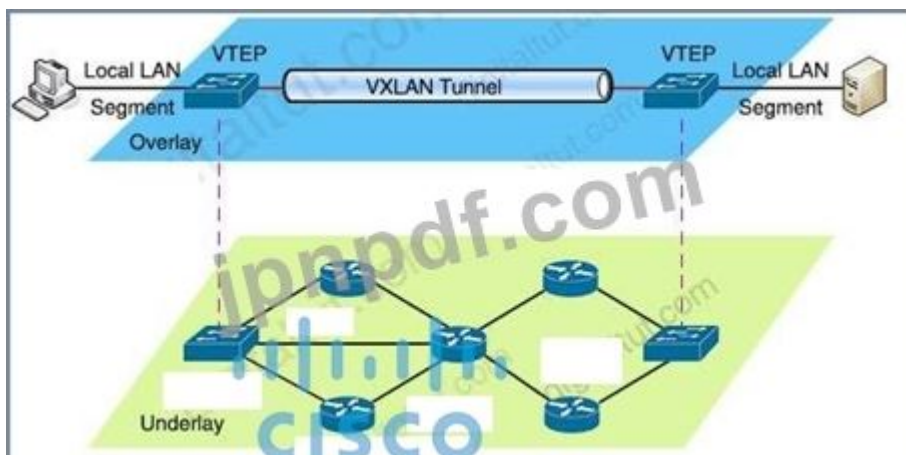 VTEP
VTEP
Local LAN
Segment
VXLAN Tunnel
Local LAN
Segment
Overlay
jpnpdf.com
Underlay
CISCO